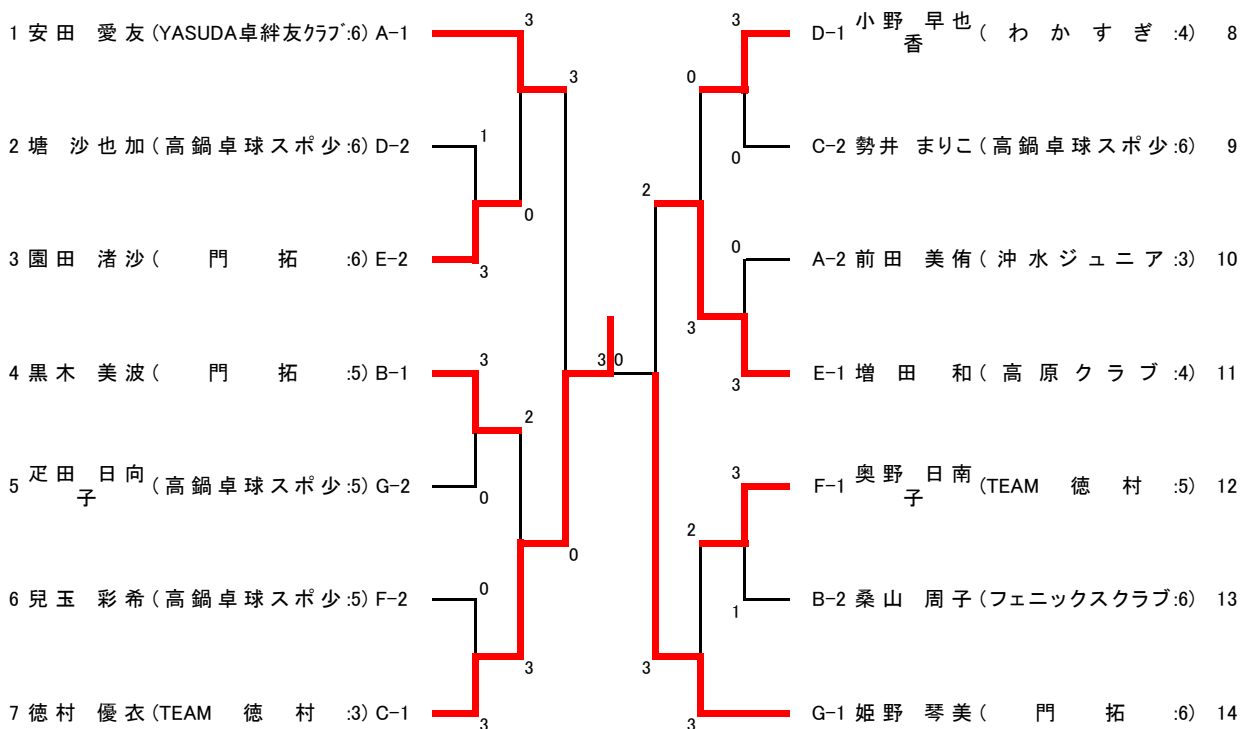 1 安田 愛友 (YASUDA卓絆友クラブ:6) A-1
2 塘 沙也加 (高鍋卓球スポ少:6) D-2
3 園田 渚沙 (門拓:6) E-2
4 黒木 美波 (門拓:5) B-1
5 疋田 日向子 (高鍋卓球スポ少:5) G-2
6 兒玉 彩希 (高鍋卓球スポ少:5) F-2
7 徳村 優衣 (TEAM 徳村:3) C-1
3
3
1
0
3
3
2
0
0
0
3
3
3 0
D-1 小野 早也香 (わかすぎ:4) 8
C-2 勢井 まりこ (高鍋卓球スポ少:6) 9
A-2 前田 美侑 (沖水ジュニア:3) 10
E-1 増田 和 (高原クラブ:4) 11
F-1 奥野 日南子 (TEAM 徳村:5) 12
B-2 桑山 周子 (フェニックスクラブ:6) 13
G-1 姫野 琴美 (門拓:6) 14
3
0
0
2
0
3
3
3
2
1
3
3